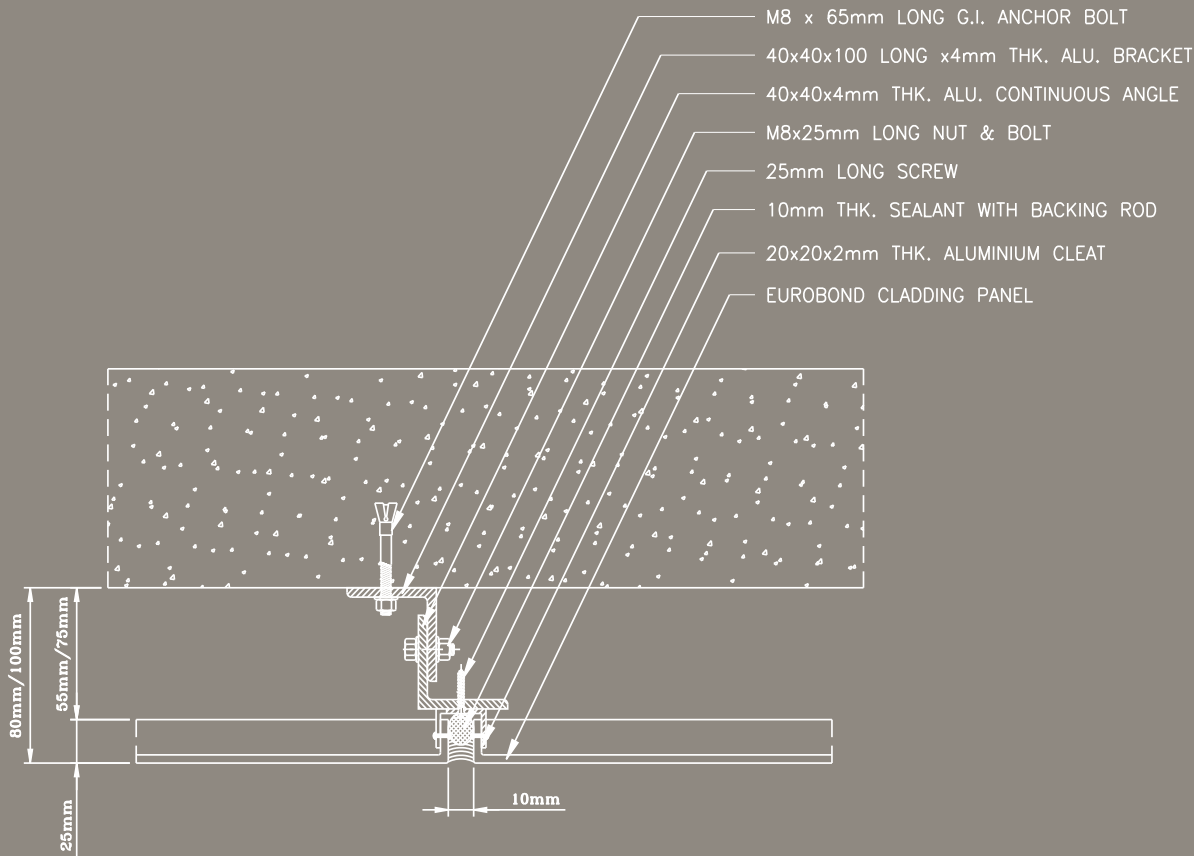 M8 x 65mm LONG G.I. ANCHOR BOLT
40x40x100 LONG x4mm THK. ALU. BRACKET
40x40x4mm THK. ALU. CONTINUOUS ANGLE
M8x25mm LONG NUT & BOLT
25mm LONG SCREW
10mm THK. SEALANT WITH BACKING ROD
20x20x2mm THK. ALUMINIUM CLEAT
EUROBOND CLADDING PANEL
80mm/100mm
55mm/75mm
25mm
10mm